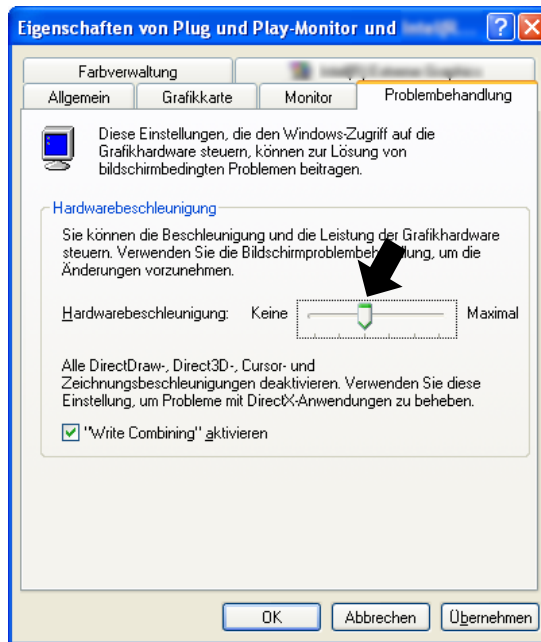 Eigenschaften von Plug und Play-Monitor und
Farbverwaltung
Allgemein Grafikkarte Monitor Problembehandlung
Diese Einstellungen, die den Windows-Zugriff auf die
Grafikhardware steuern, können zur Lösung von
bildschirmbedingten Problemen beitragen.
Hardwarebeschleunigung
Sie können die Beschleunigung und die Leistung der Grafikhardware
steuern. Verwenden Sie die um die
Änderungen vorzunehmen.
Hardwarebeschleunigung: Keine Maximal
Alle DirectDraw-, Direct3D-, Cursor- und
Zeichnungsbeschleunigungen deaktivieren. Verwenden Sie diese
Einstellung, um Probleme mit DirectX-Anwendungen zu beheben.
"Write Combining" aktivieren
OK Abbrechen Übernehmen